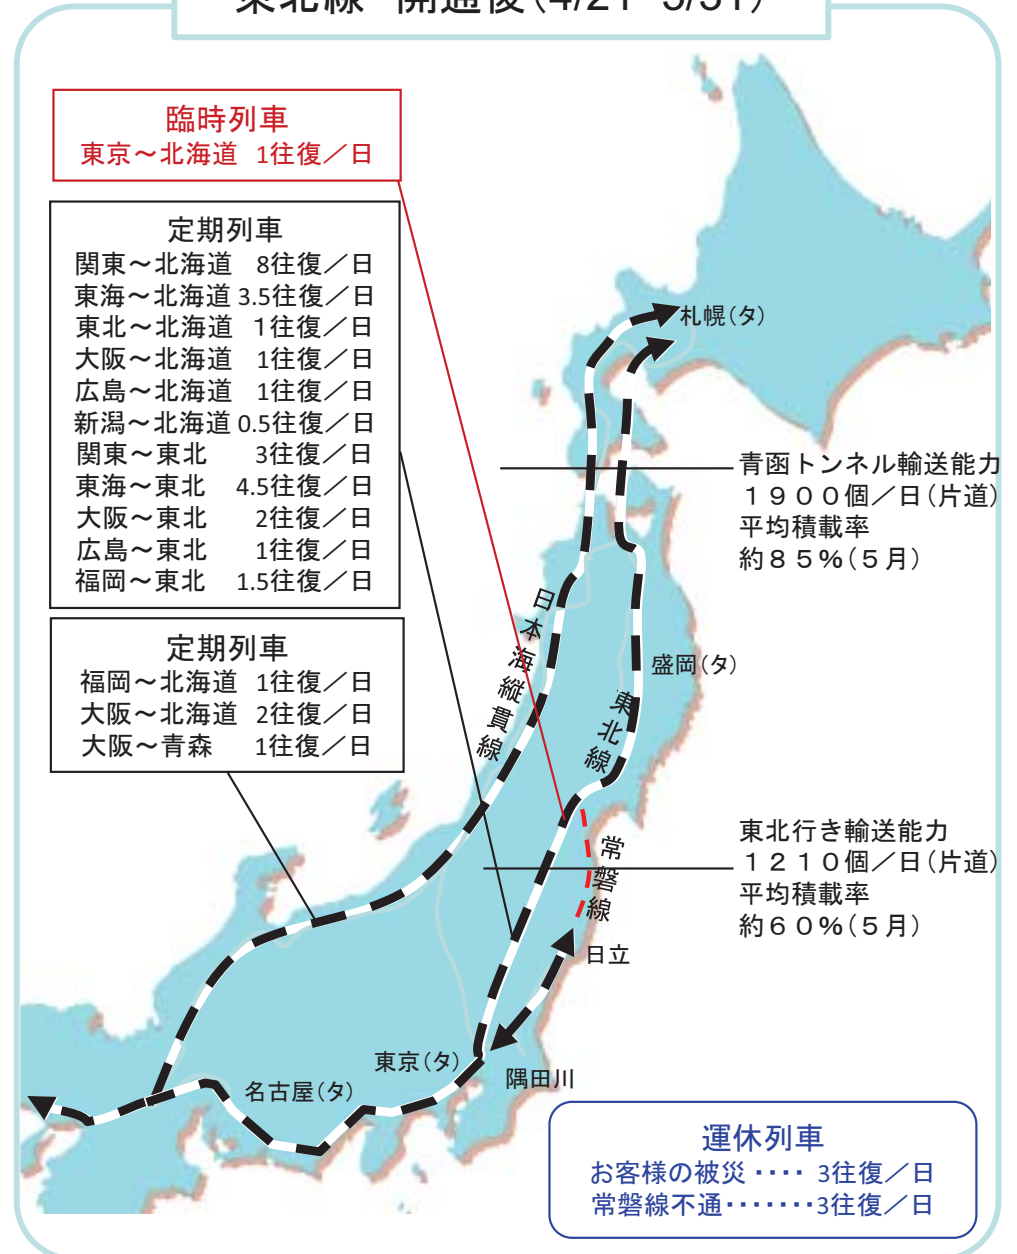 東北線 開通後(4/21 5/31)
臨時列車
東京～北海道 1往復／日
定期列車
関東～北海道 8往復／日
東海～北海道 3.5往復／日
東北～北海道 1往復／日
大阪～北海道 1往復／日
広島～北海道 1往復／日
新潟～北海道 0.5往復／日
関東～東北 3往復／日
東海～東北 4.5往復／日
大阪～東北 2往復／日
広島～東北 1往復／日
福岡～東北 1.5往復／日
定期列車
福岡～北海道 1往復／日
大阪～北海道 2往復／日
大阪～青森 1往復／日
札幌(タ)
青函トンネル輸送能力
１９００個／日(片道)
平均積載率
約８５％(５月)
日本海縦貫線
盛岡(タ)
東北線
東北行き輸送能力
１２１０個／日(片道)
平均積載率
約６０％(５月)
常磐線
日立
東京(タ)
隅田川
名古屋(タ)
運休列車
お客様の被災‥‥ 3往復／日
常磐線不通･･･････3往復／日